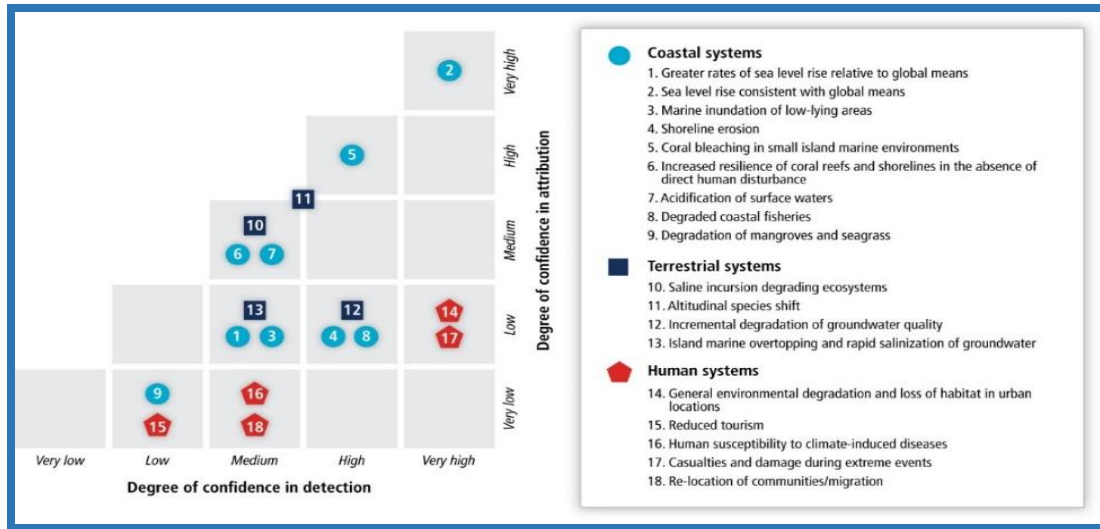 2
5
11
10
6 7
13
1 3
12
4 8
14
17
9
15
16
18
Very high
High
Medium
Low
Very low
Degree of confidence in attribution
Very low Low Medium High Very high
Degree of confidence in detection
Coastal systems
1. Greater rates of sea level rise relative to global means
2. Sea level rise consistent with global means
3. Marine inundation of low-lying areas
4. Shoreline erosion
5. Coral bleaching in small island marine environments
6. Increased resilience of coral reefs and shorelines in the absence of
direct human disturbance
7. Acidification of surface waters
8. Degraded coastal fisheries
9. Degradation of mangroves and seagrass
Terrestrial systems
10. Saline incursion degrading ecosystems
11. Altitudinal species shift
12. Incremental degradation of groundwater quality
13. Island marine overtopping and rapid salinization of groundwater
Human systems
14. General environmental degradation and loss of habitat in urban
locations
15. Reduced tourism
16. Human susceptibility to climate-induced diseases
17. Casualties and damage during extreme events
18. Re-location of communities/migration